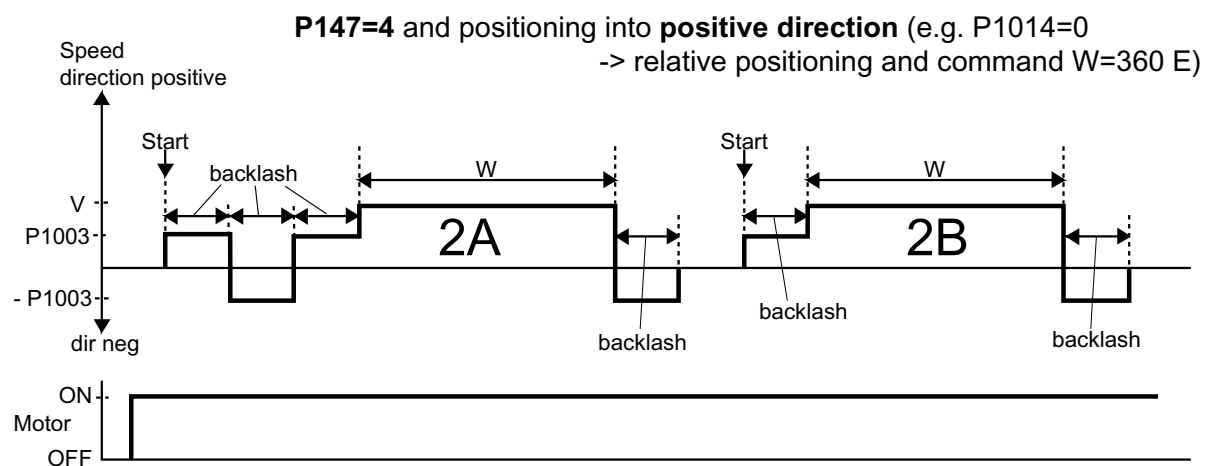 P147=4 and positioning into positive direction (e.g. P1014=0
-> relative positioning and command W=360 E)
Speed
direction positive
Start
Start
backlash
W
W
V
P1003
2A
2B
- P1003
backlash
backlash
backlash
dir neg
ON
Motor
OFF